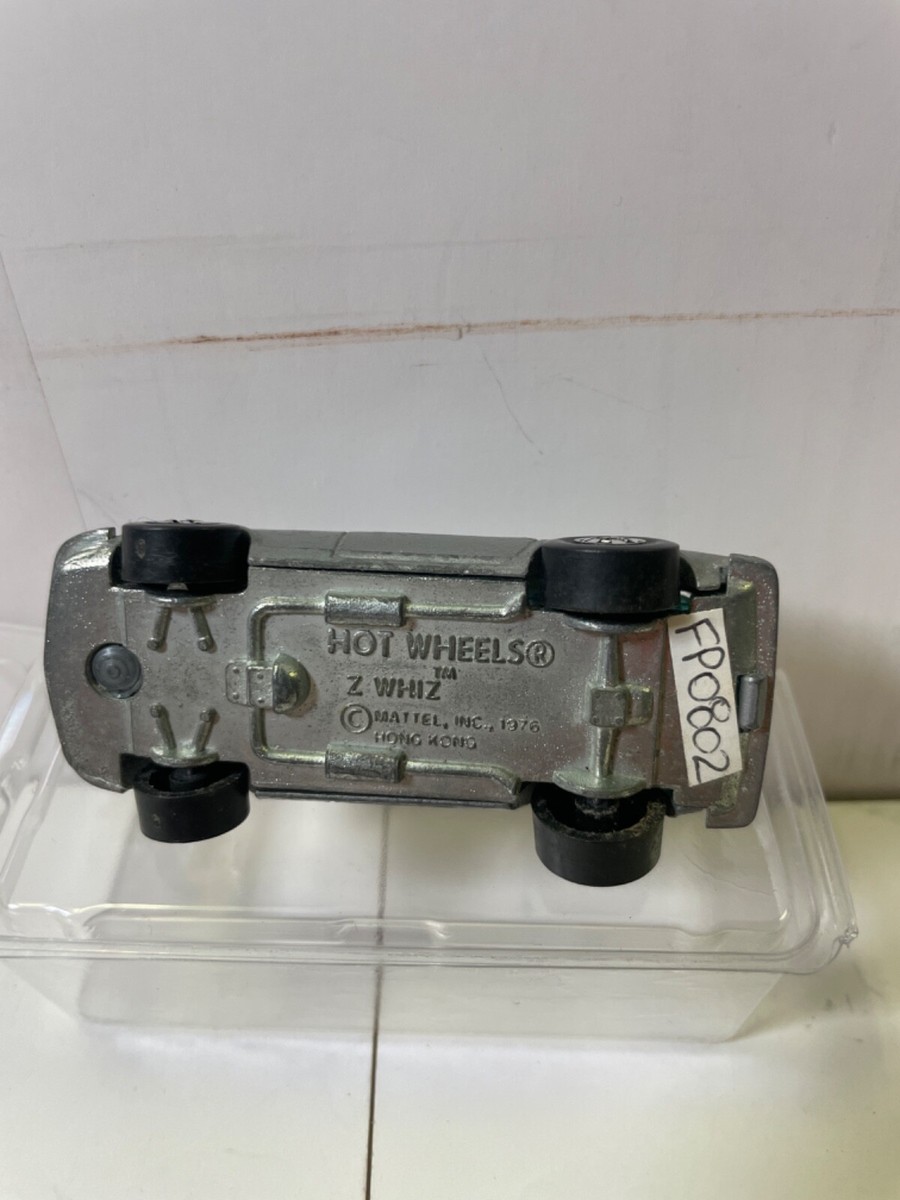 HOT WHEELS®
Z WHIZ™
© MATTEL, INC., 1976
HONG KONG
FP0802